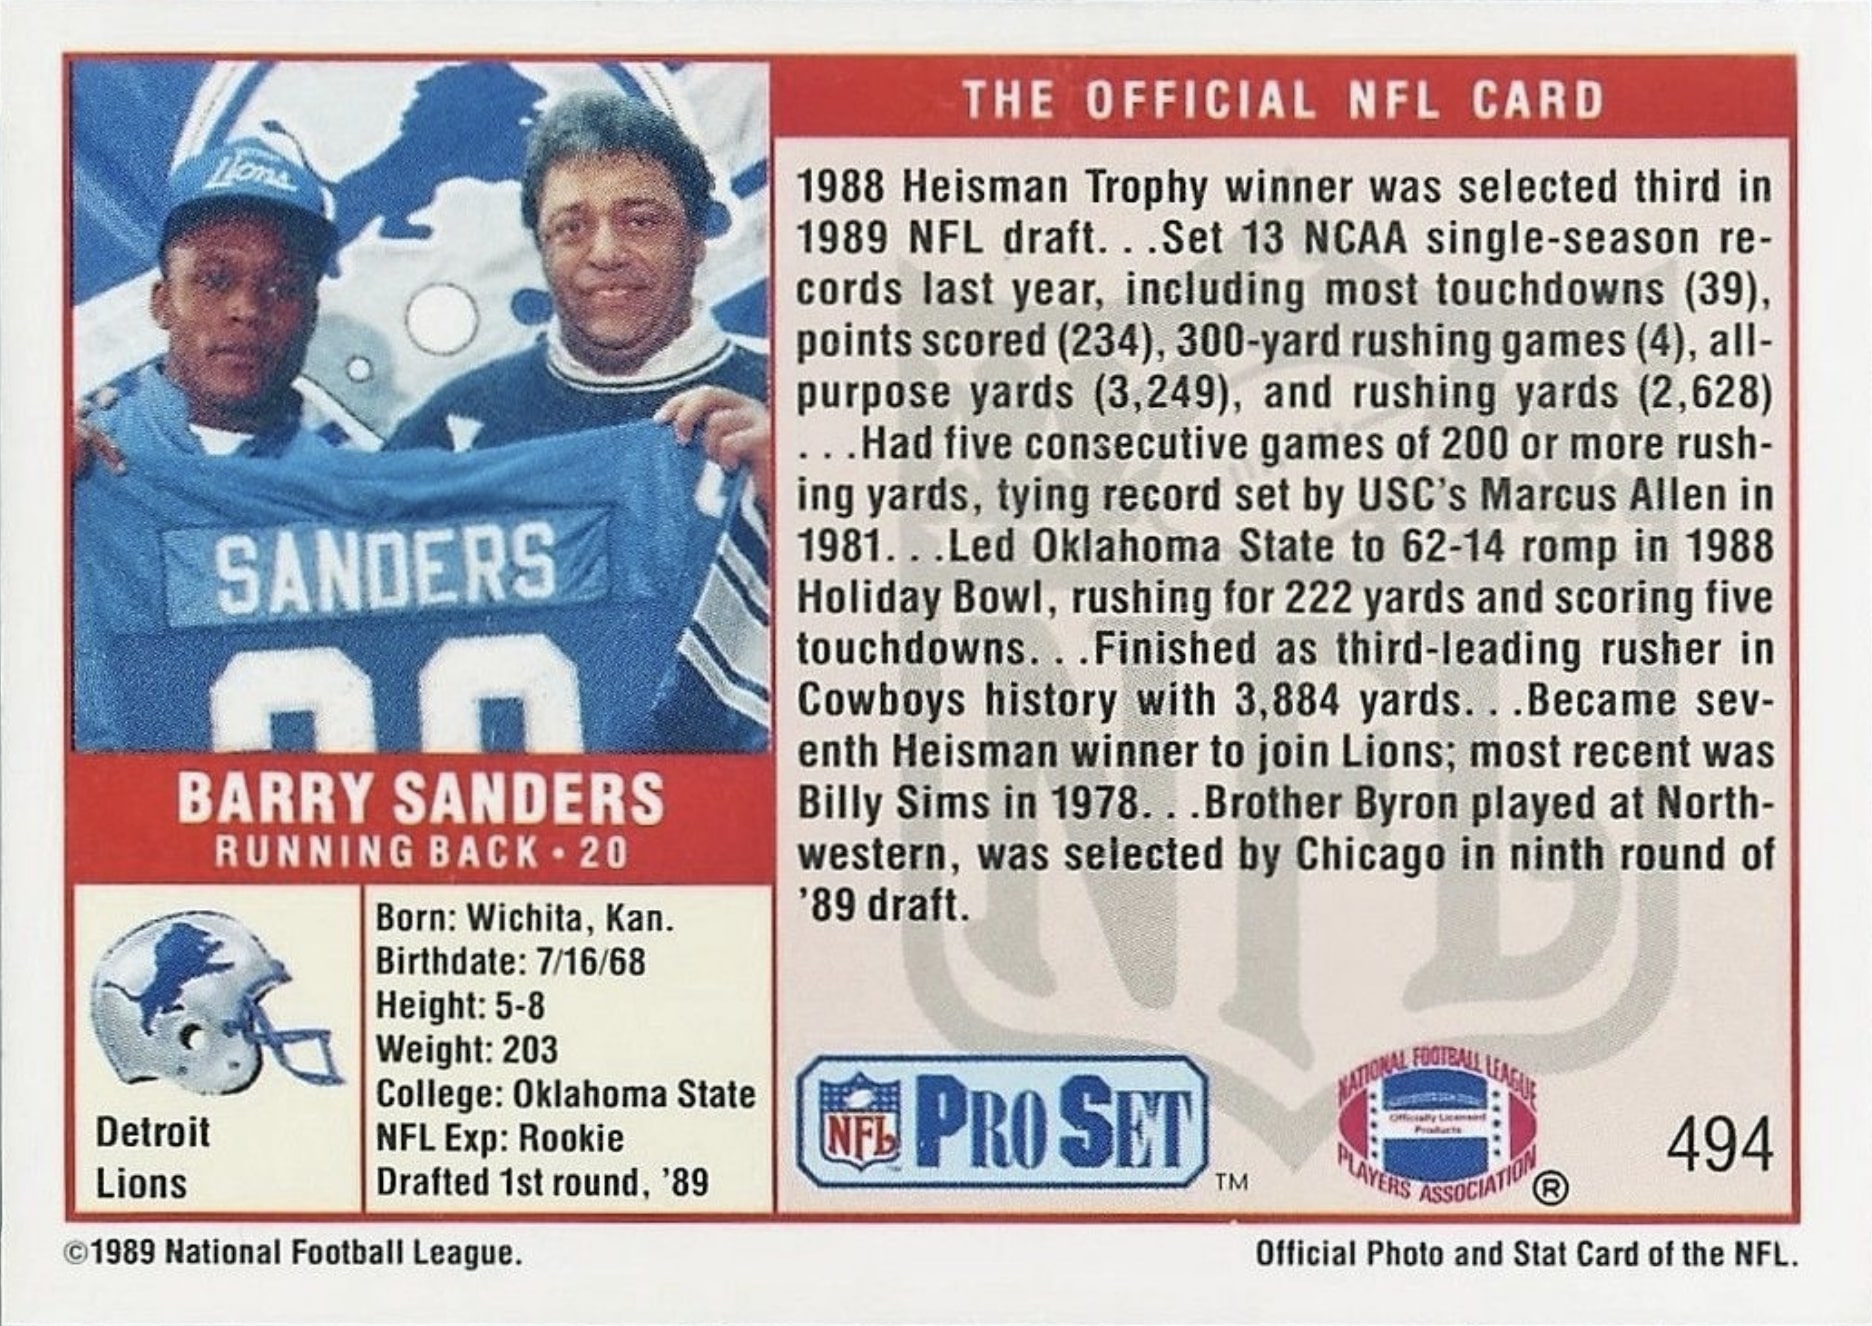 Lions
SANDERS
BARRY SANDERS
RUNNING BACK • 20
Detroit
Lions
Born: Wichita, Kan.
Birthdate: 7/16/68
Height: 5-8
Weight: 203
College: Oklahoma State
NFL Exp: Rookie
Drafted 1st round, ’89
THE OFFICIAL NFL CARD
1988 Heisman Trophy winner was selected third in
1989 NFL draft. . .Set 13 NCAA single-season re-
cords last year, including most touchdowns (39),
points scored (234), 300-yard rushing games (4), all-
purpose yards (3,249), and rushing yards (2,628)
. . .Had five consecutive games of 200 or more rush-
ing yards, tying record set by USC’s Marcus Allen in
1981. . .Led Oklahoma State to 62-14 romp in 1988
Holiday Bowl, rushing for 222 yards and scoring five
touchdowns. . .Finished as third-leading rusher in
Cowboys history with 3,884 yards. . .Became sev-
enth Heisman winner to join Lions; most recent was
Billy Sims in 1978. . .Brother Byron played at North-
western, was selected by Chicago in ninth round of
’89 draft.
NFL
NFL PRO SET TM
NATIONAL FOOTBALL LEAGUE
Officially Licensed
Products
PLAYERS ASSOCIATION ®
494
©1989 National Football League.
Official Photo and Stat Card of the NFL.